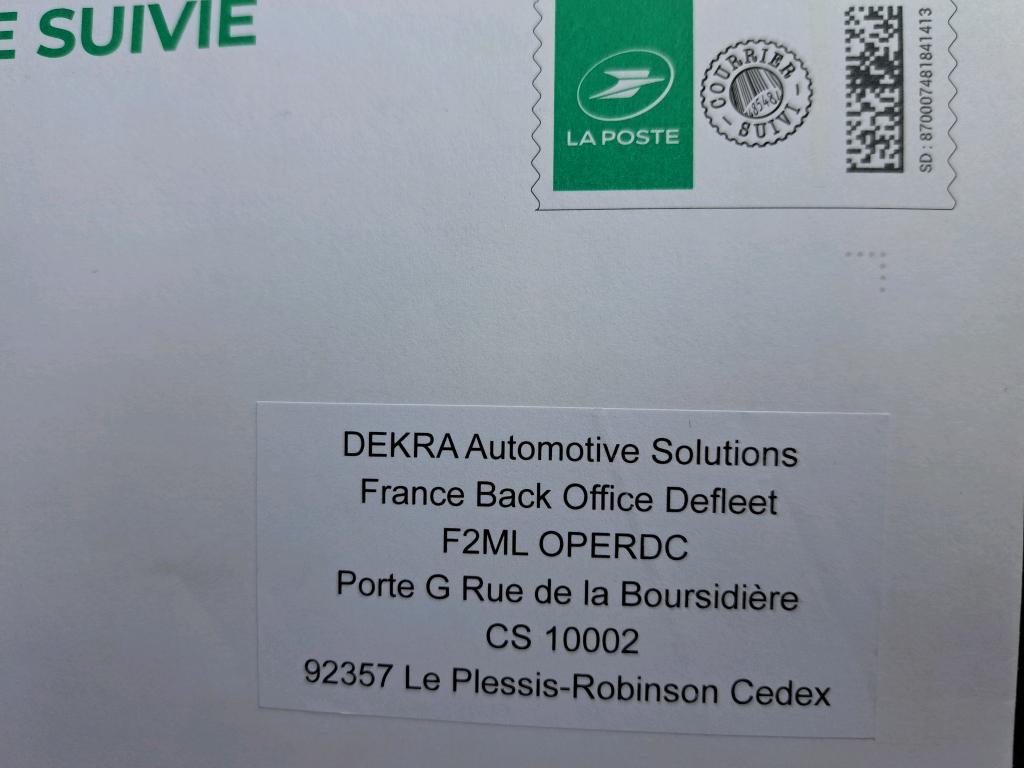 E SUIVIE
LA POSTE
COURRIER
SUIVI
SD : 870007481841413
DEKRA Automotive Solutions
France Back Office Defleet
F2ML OPERDC
Porte G Rue de la Boursidière
CS 10002
92357 Le Plessis-Robinson Cedex